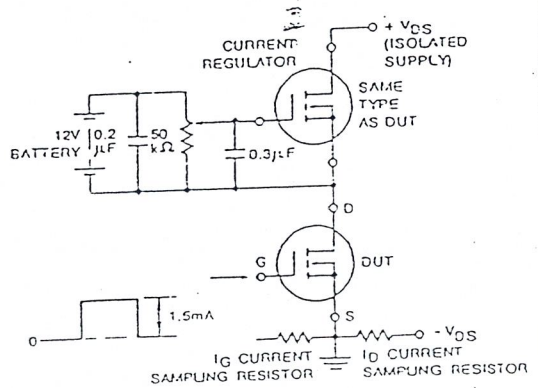 + VDS
(ISOLATED
SUPPLY)
CURRENT
REGULATOR
SAME
TYPE
AS DUT
12V
BATTERY
0.2
µF
50
kΩ
0.3µF
D
G
DUT
S
0
1.5mA
- VDS
IG CURRENT
SAMPLING RESISTOR
ID CURRENT
SAMPLING RESISTOR